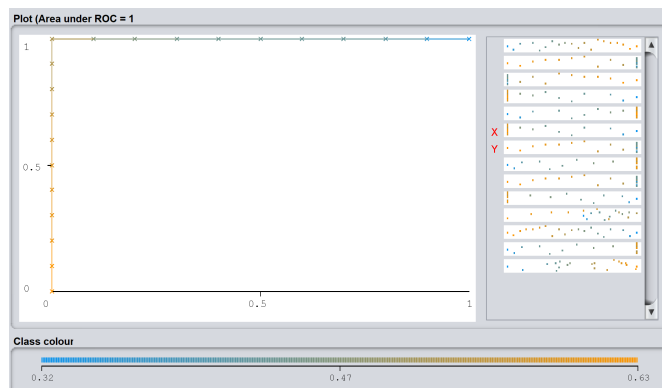 Plot (Area under ROC = 1
1
0.5
0
0
0.5
1
X
Y
Class colour
0.32
0.47
0.63